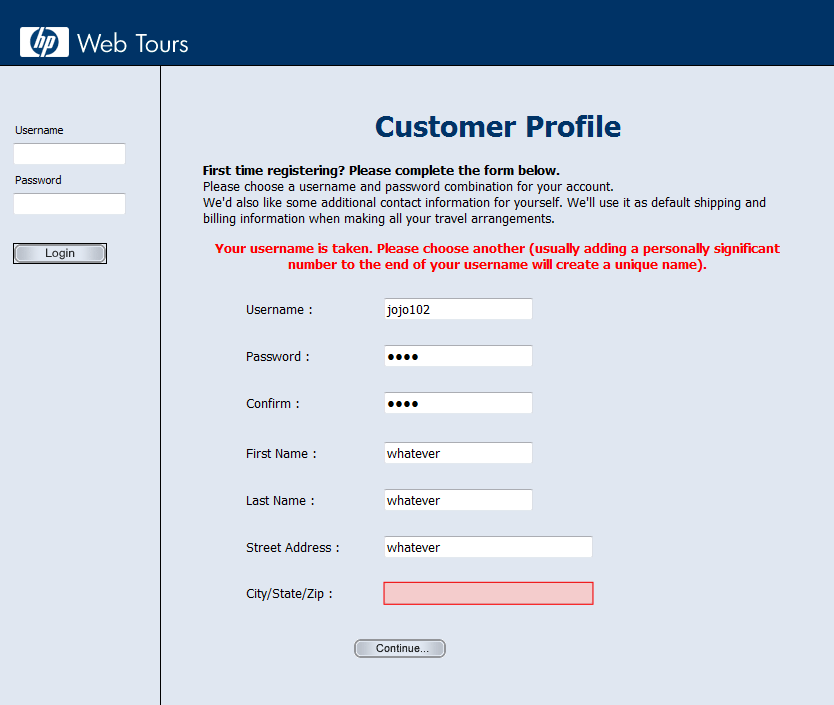 hp Web Tours
Username
Password
Login
Customer Profile
First time registering? Please complete the form below.
Please choose a username and password combination for your account.
We'd also like some additional contact information for yourself. We'll use it as default shipping and
billing information when making all your travel arrangements.
Your username is taken. Please choose another (usually adding a personally significant
number to the end of your username will create a unique name).
Username : jojo102
Password : ●●●●
Confirm : ●●●●
First Name : whatever
Last Name : whatever
Street Address : whatever
City/State/Zip :
Continue...